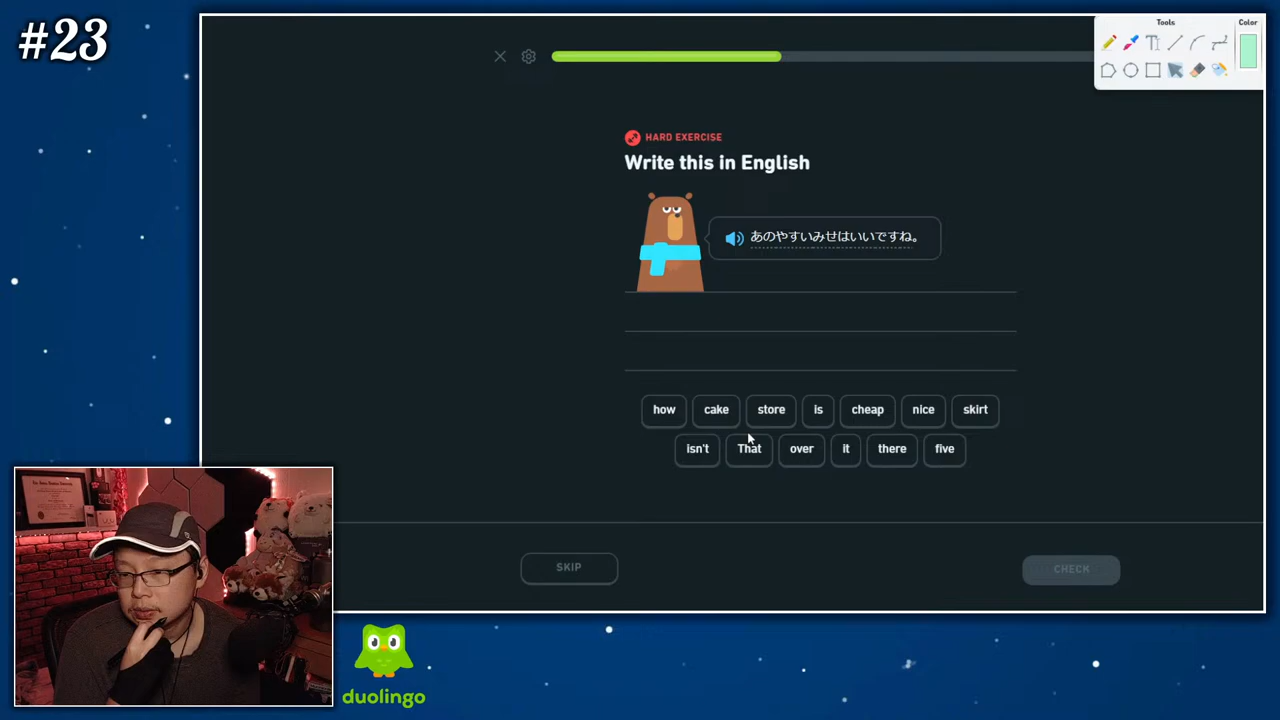 #23
Tools
Color
HARD EXERCISE
Write this in English
あのやすいみせはいいですね。
how cake store is cheap nice skirt
isn't That over it there five
SKIP
CHECK
duolingo